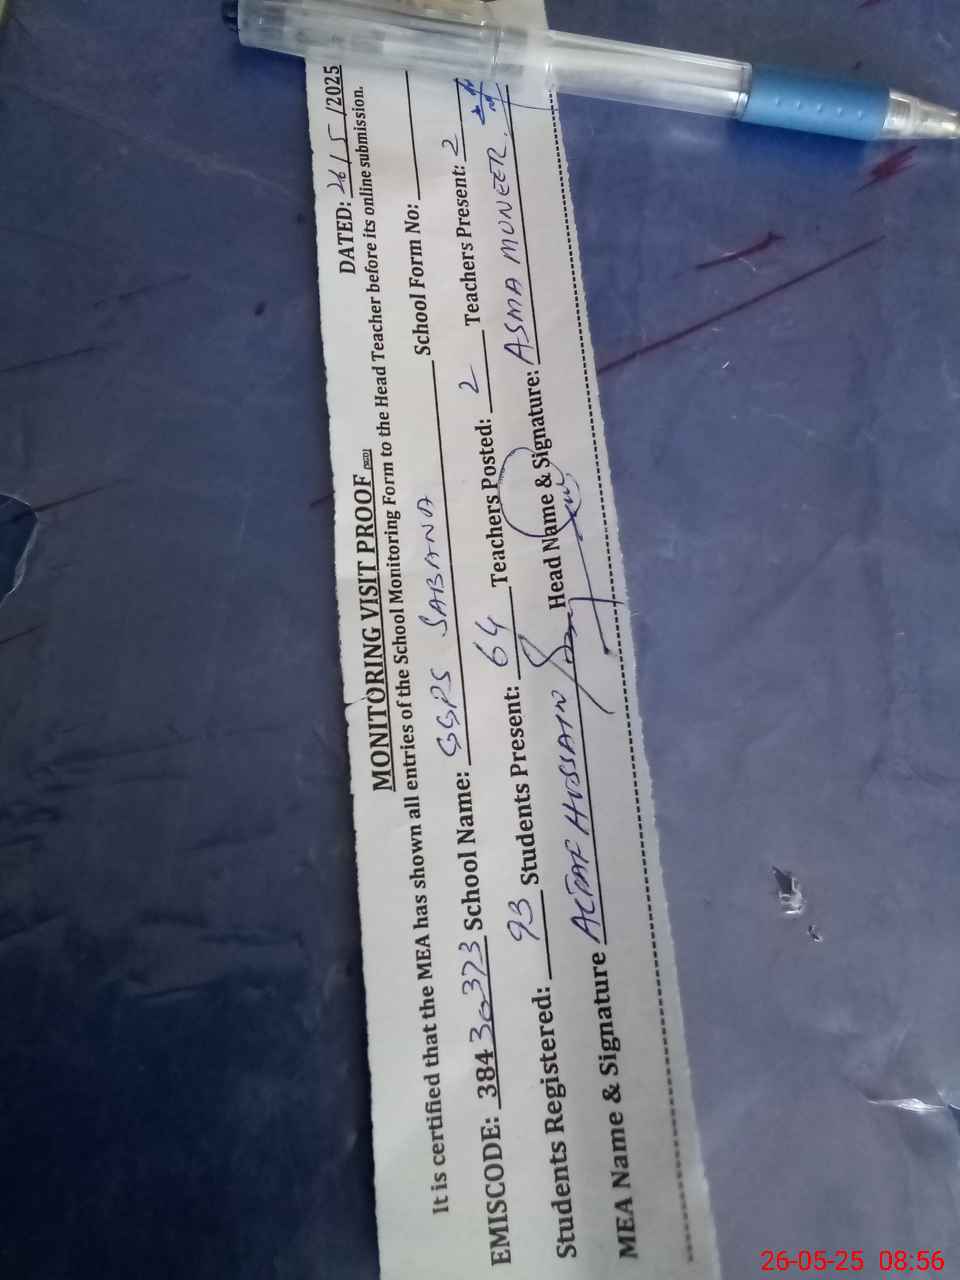 DATED: 26/5/2025
MONITORING VISIT PROOF
It is certified that the MEA has shown all entries of the School Monitoring Form to the Head Teacher before its online submission.
EMISCODE: 38430373 School Name: GGPS SABANA School Form No:
Students Registered: 93 Students Present: 64 Teachers Posted: 2 Teachers Present: 2
MEA Name & Signature ALTAF HUSSAIN Head Name & Signature: ASMA MUNEER.
26-05-25 08:56